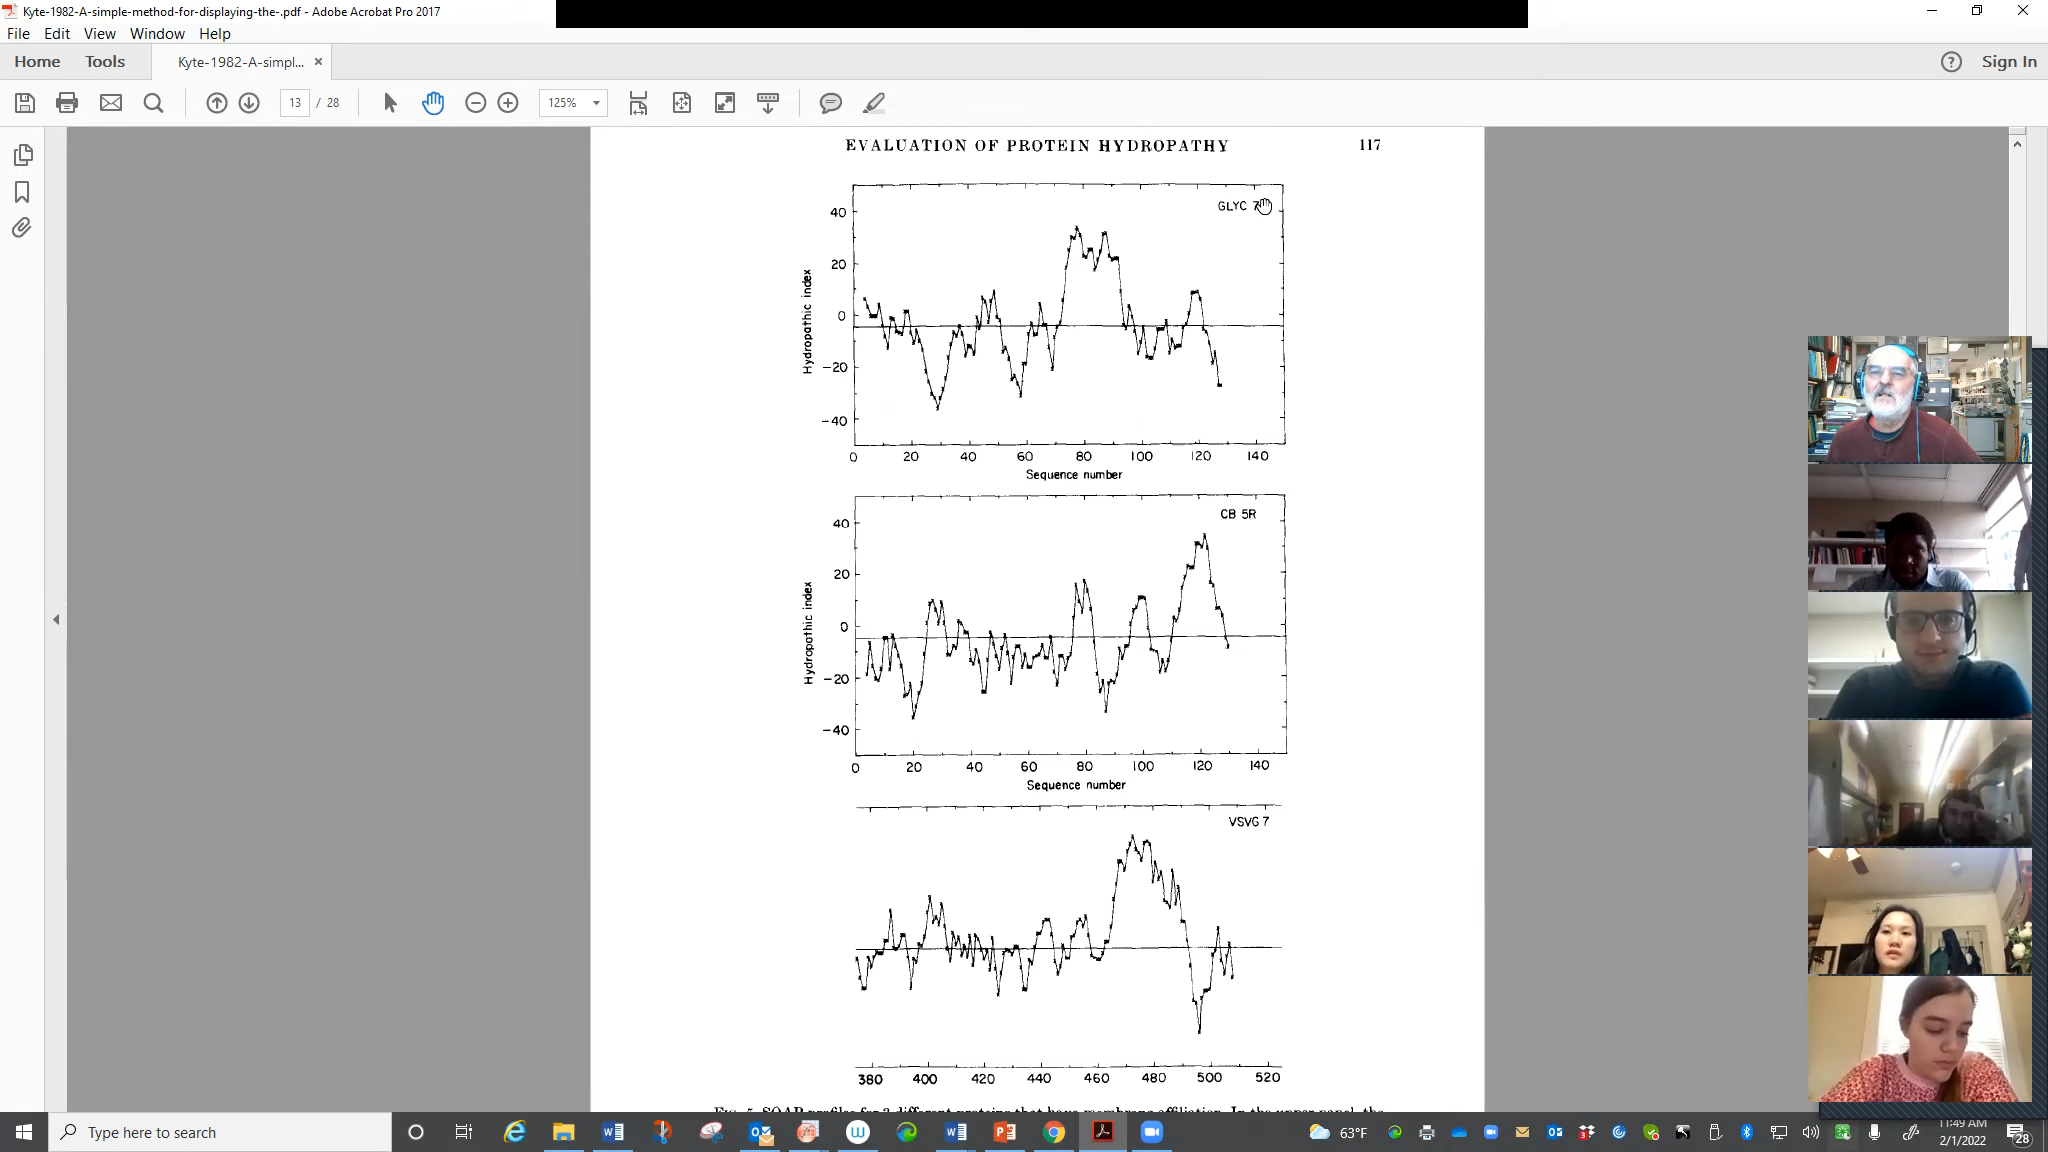 Kyte-1982-A-simple-method-for-displaying-the-.pdf - Adobe Acrobat Pro 2017
File Edit View Window Help
Home Tools Kyte-1982-A-simpl... × Sign In
13 / 28 125%
EVALUATION OF PROTEIN HYDROPATHY 117
GLYC 7
40
20
0
-20
-40
Hydropathic index
0 20 40 60 80 100 120 140
Sequence number
CB 5R
40
20
0
-20
-40
Hydropathic index
0 20 40 60 80 100 120 140
Sequence number
VSVG 7
380 400 420 440 460 480 500 520
Type here to search
63°F
11:49 AM
2/1/2022
28